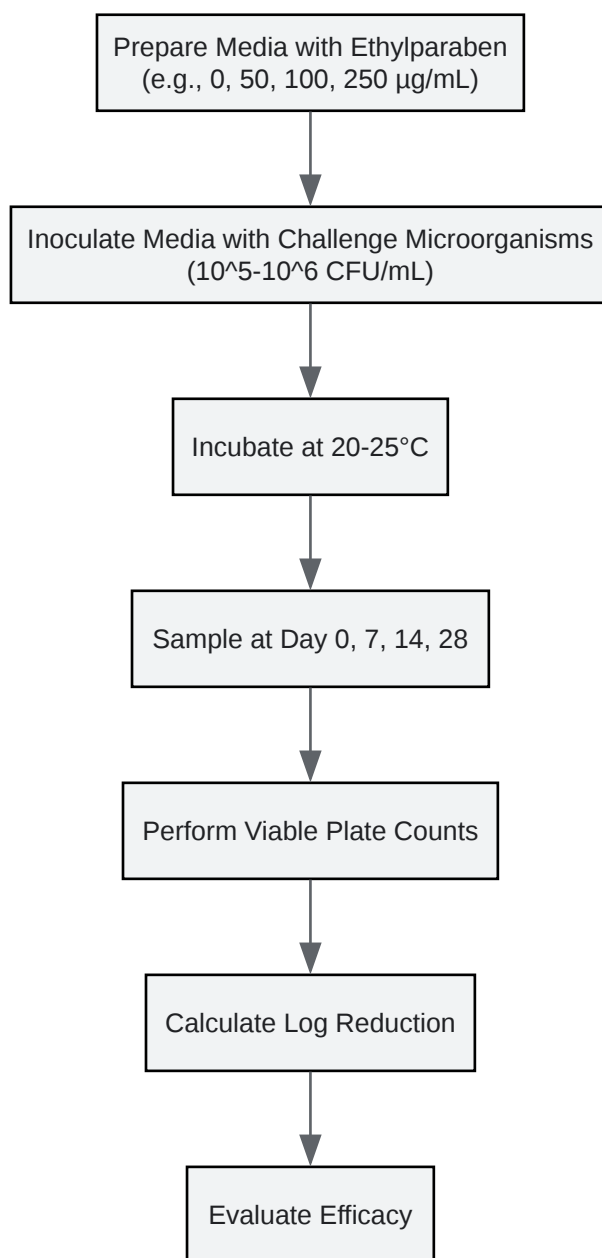 Prepare Media with Ethylparaben
(e.g., 0, 50, 100, 250 µg/mL)
Inoculate Media with Challenge Microorganisms
(10^5-10^6 CFU/mL)
Incubate at 20-25°C
Sample at Day 0, 7, 14, 28
Perform Viable Plate Counts
Calculate Log Reduction
Evaluate Efficacy